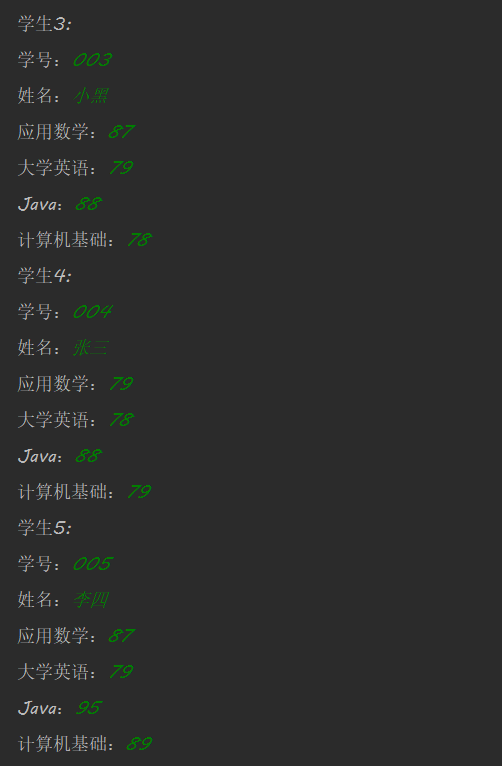 学生3:
学号：003
姓名：小黑
应用数学：87
大学英语：79
Java：88
计算机基础：78
学生4:
学号：004
姓名：张三
应用数学：79
大学英语：78
Java：88
计算机基础：79
学生5:
学号：005
姓名：李四
应用数学：87
大学英语：79
Java：95
计算机基础：89